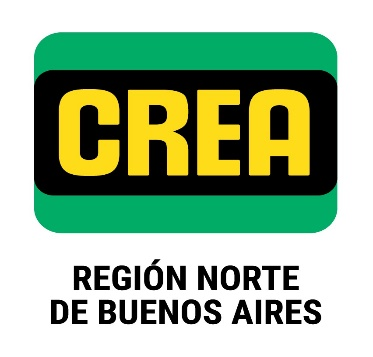 CREA
REGIÓN NORTE
DE BUENOS AIRES